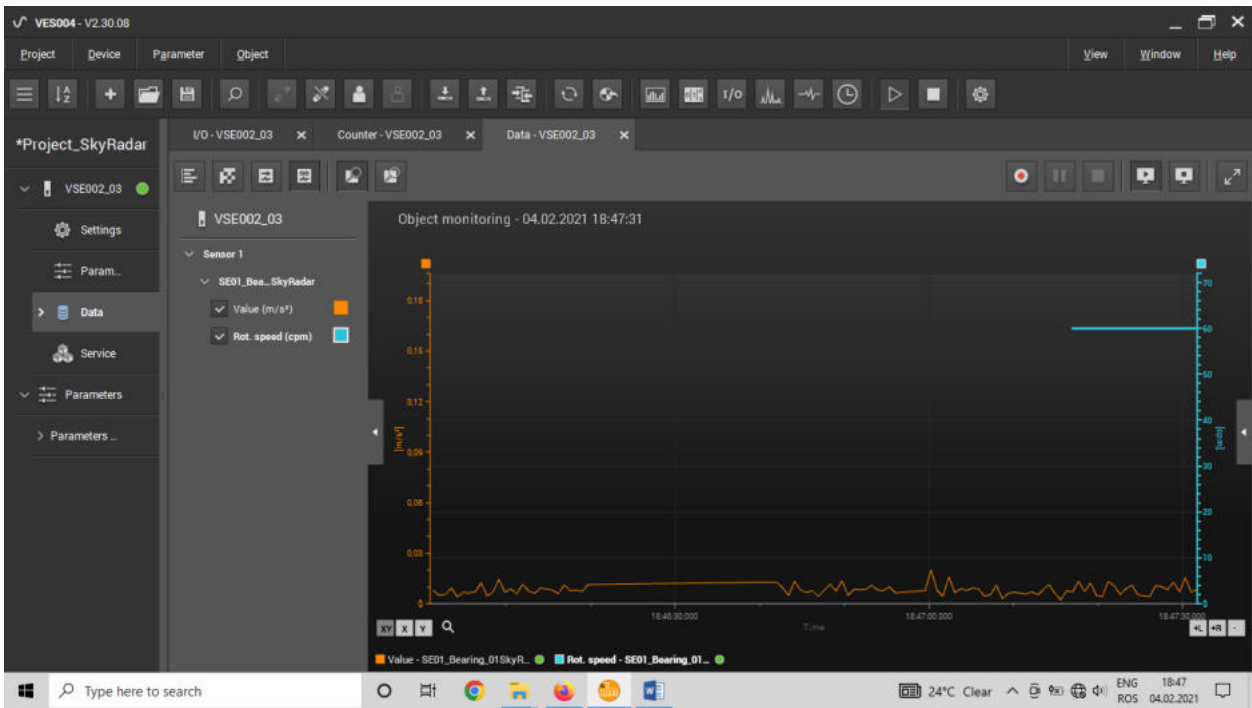 VES004 - V2.30.08
Project Device Parameter Object View Window Help
I/O
*Project_SkyRadar
I/O - VSE002_03 Counter - VSE002_03 Data - VSE002_03
VSE002_03
Settings
Param..
Data
Service
Parameters
Parameters ...
VSE002_03
Sensor 1
SE01_Bea...SkyRadar
Value (m/s²)
Rot. speed (cpm)
Object monitoring - 04.02.2021 18:47:31
0,18
0,15
0,12
0,09
0,06
0,03
0
[m/s²]
70
60
50
40
30
20
10
0
[cpm]
18:46:30.000 18:47:00.000 18:47:30.000
Time
XY X Y
+L +R -
Value - SE01_Bearing_01SkyR... Rot. speed - SE01_Bearing_01...
Type here to search
24°C Clear
ENG
ROS
18:47
04.02.2021